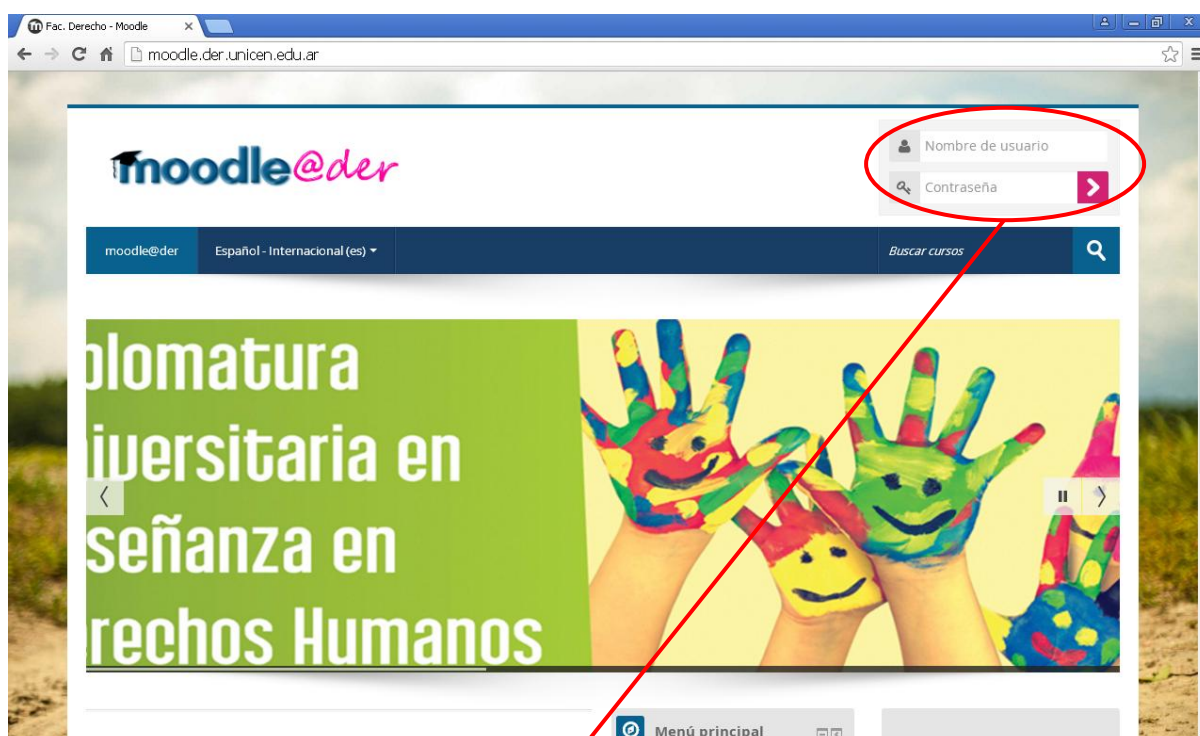 Fac. Derecho - Moodle
moodle.der.unicen.edu.ar
moodle@der
Nombre de usuario
Contraseña
moodle@der
Español - Internacional (es)
Buscar cursos
plomatura
iversitaria en
señanza en
rechos Humanos
Menú principal